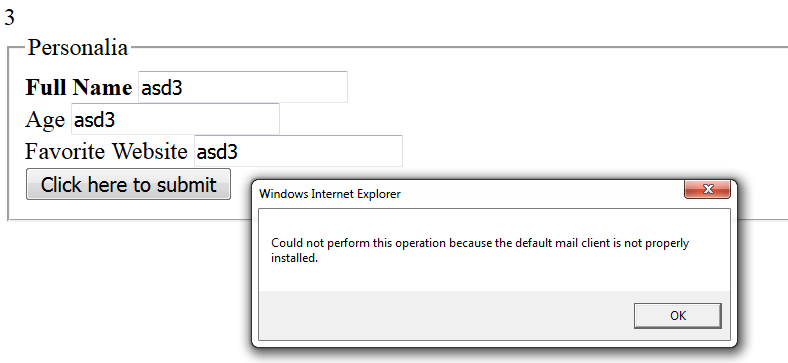 3
Personalia
Full Name asd3
Age asd3
Favorite Website asd3
Click here to submit
Windows Internet Explorer
Could not perform this operation because the default mail client is not properly
installed.
OK